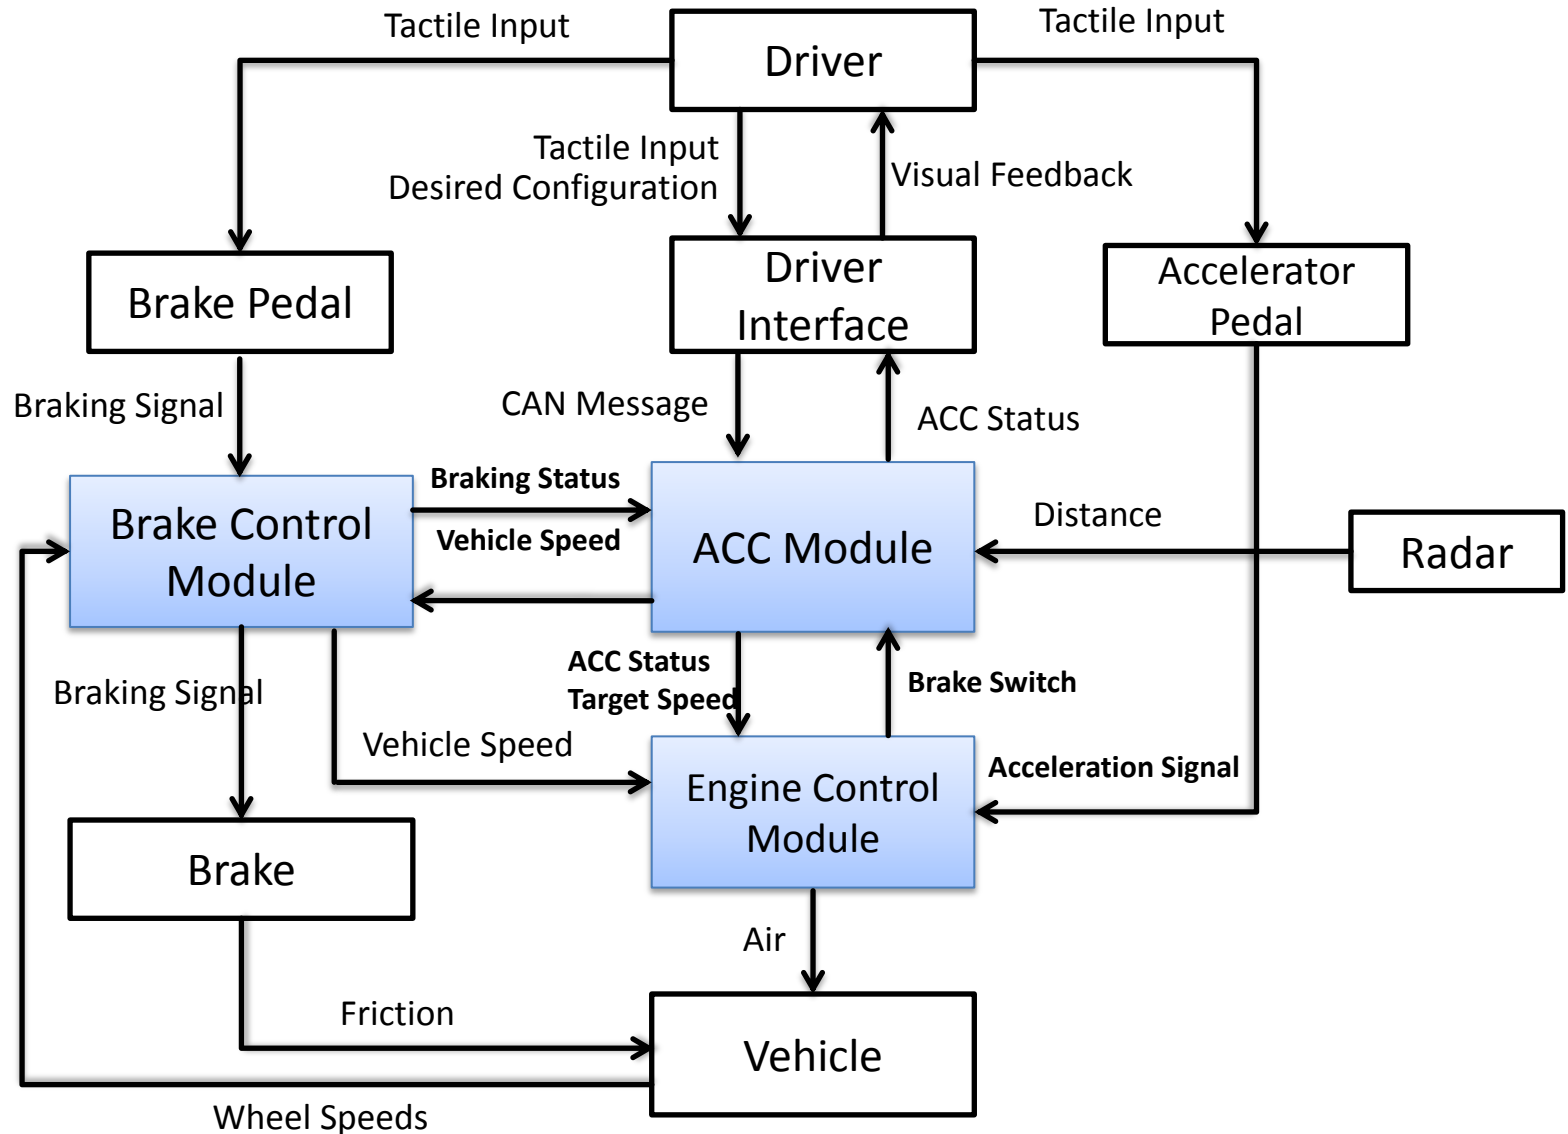 Tactile Input
Driver
Tactile Input
Tactile Input
Desired Configuration
Visual Feedback
Brake Pedal
Driver
Interface
Accelerator
Pedal
Braking Signal
CAN Message
ACC Status
Braking Status
Vehicle Speed
Brake Control
Module
ACC Module
Distance
Radar
Braking Signal
ACC Status
Target Speed
Brake Switch
Vehicle Speed
Engine Control
Module
Acceleration Signal
Brake
Air
Friction
Vehicle
Wheel Speeds